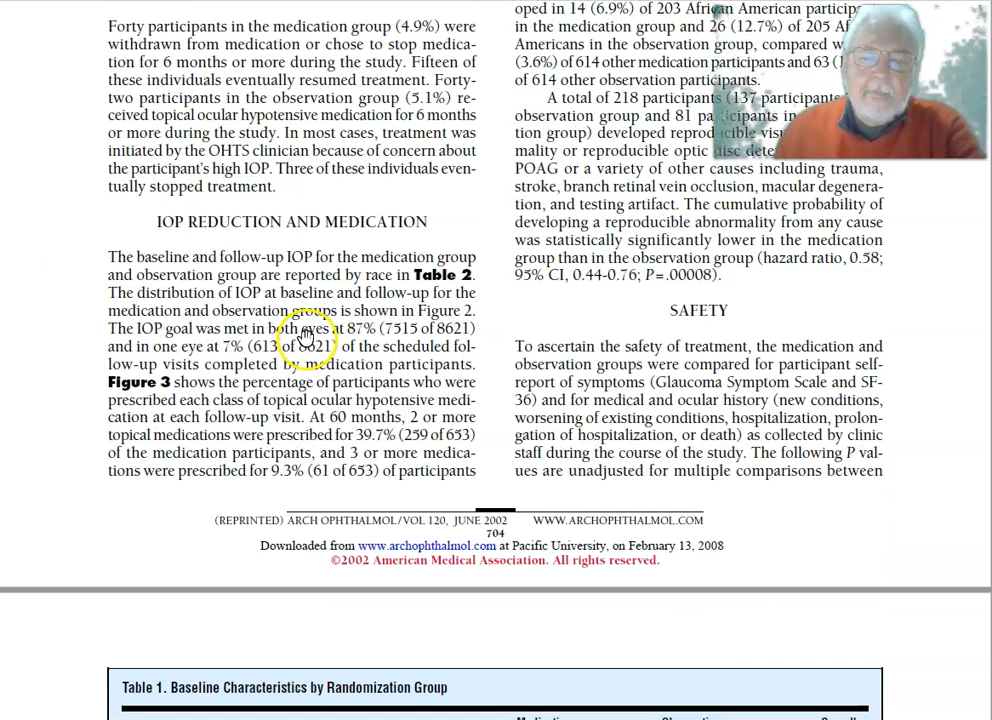 Forty participants in the medication group (4.9%) were
withdrawn from medication or chose to stop medica-
tion for 6 months or more during the study. Fifteen of
these individuals eventually resumed treatment. Forty-
two participants in the observation group (5.1%) re-
ceived topical ocular hypotensive medication for 6 months
or more during the study. In most cases, treatment was
initiated by the OHTS clinician because of concern about
the participant's high IOP. Three of these individuals even-
tually stopped treatment.
IOP REDUCTION AND MEDICATION
The baseline and follow-up IOP for the medication group
and observation group are reported by race in Table 2.
The distribution of IOP at baseline and follow-up for the
medication and observation groups is shown in Figure 2.
The IOP goal was met in both eyes at 87% (7515 of 8621)
and in one eye at 7% (613 of 8621) of the scheduled fol-
low-up visits completed by medication participants.
Figure 3 shows the percentage of participants who were
prescribed each class of topical ocular hypotensive medi-
cation at each follow-up visit. At 60 months, 2 or more
topical medications were prescribed for 39.7% (259 of 653)
of the medication participants, and 3 or more medica-
tions were prescribed for 9.3% (61 of 653) of participants
oped in 14 (6.9%) of 203 African American
in the medication group and 26 (12.7%) of 205
Americans in the observation group, compared
(3.6%) of 614 other medication participants and 63
of 614 other observation participants.
A total of 218 participants (137 participants
observation group and 81 participants in
tion group) developed reproducible
mality or reproducible optic disc
POAG or a variety of other causes including trauma,
stroke, branch retinal vein occlusion, macular degenera-
tion, and testing artifact. The cumulative probability of
developing a reproducible abnormality from any cause
was statistically significantly lower in the medication
group than in the observation group (hazard ratio, 0.58;
95% CI, 0.44-0.76; P=.00008).
SAFETY
To ascertain the safety of treatment, the medication and
observation groups were compared for participant self-
report of symptoms (Glaucoma Symptom Scale and SF-
36) and for medical and ocular history (new conditions,
worsening of existing conditions, hospitalization, prolon-
gation of hospitalization, or death) as collected by clinic
staff during the course of the study. The following P val-
ues are unadjusted for multiple comparisons between
(REPRINTED) ARCH OPHTHALMOL/VOL 120, JUNE 2002 WWW.ARCHOPHTHALMOL.COM
704
Downloaded from www.archophthalmol.com at Pacific University, on February 13, 2008
©2002 American Medical Association. All rights reserved.
Table 1. Baseline Characteristics by Randomization Group